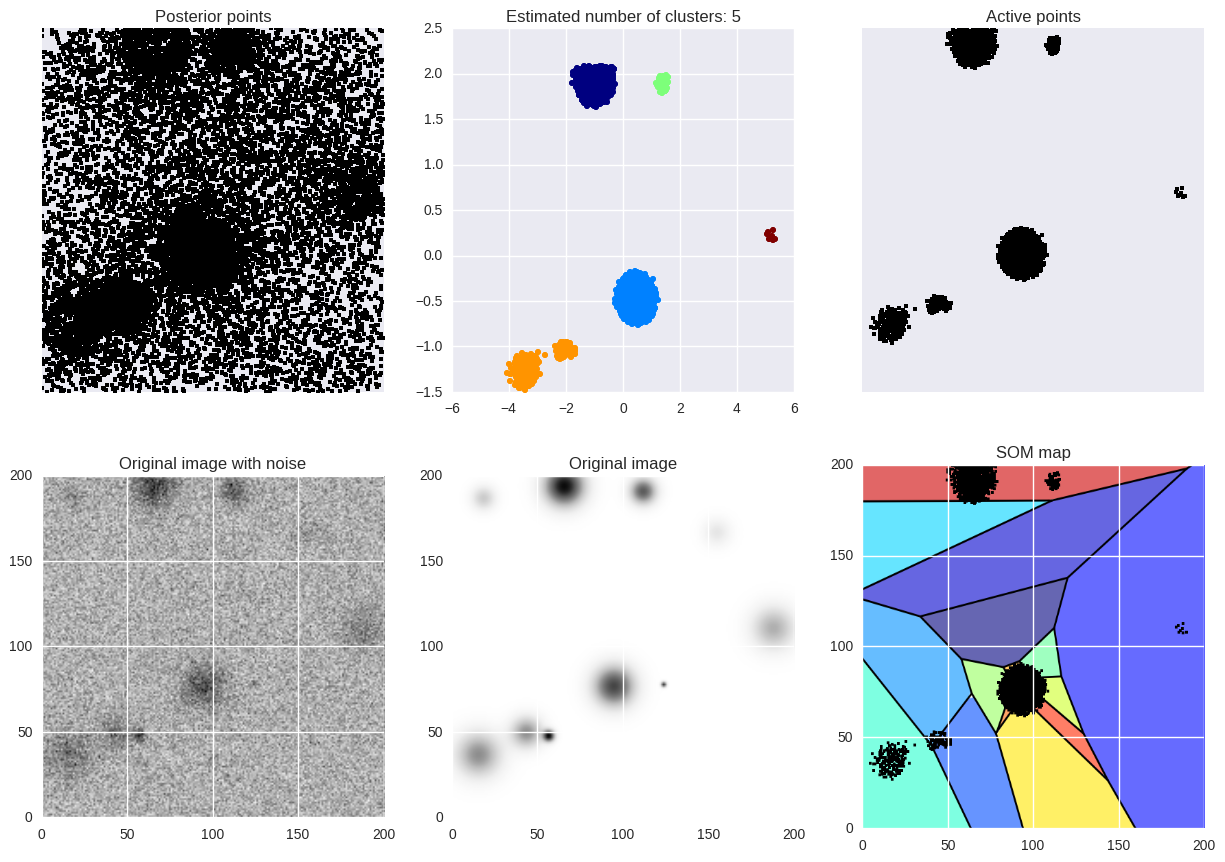 Posterior points
Estimated number of clusters: 5
Active points
2.5
2.0
1.5
1.0
0.5
0.0
−0.5
−1.0
−1.5
−6 −4 −2 0 2 4 6
Original image with noise
Original image
SOM map
200
150
100
50
0
0 50 100 150 200
200
150
100
50
0
0 50 100 150 200
200
150
100
50
0
0 50 100 150 200